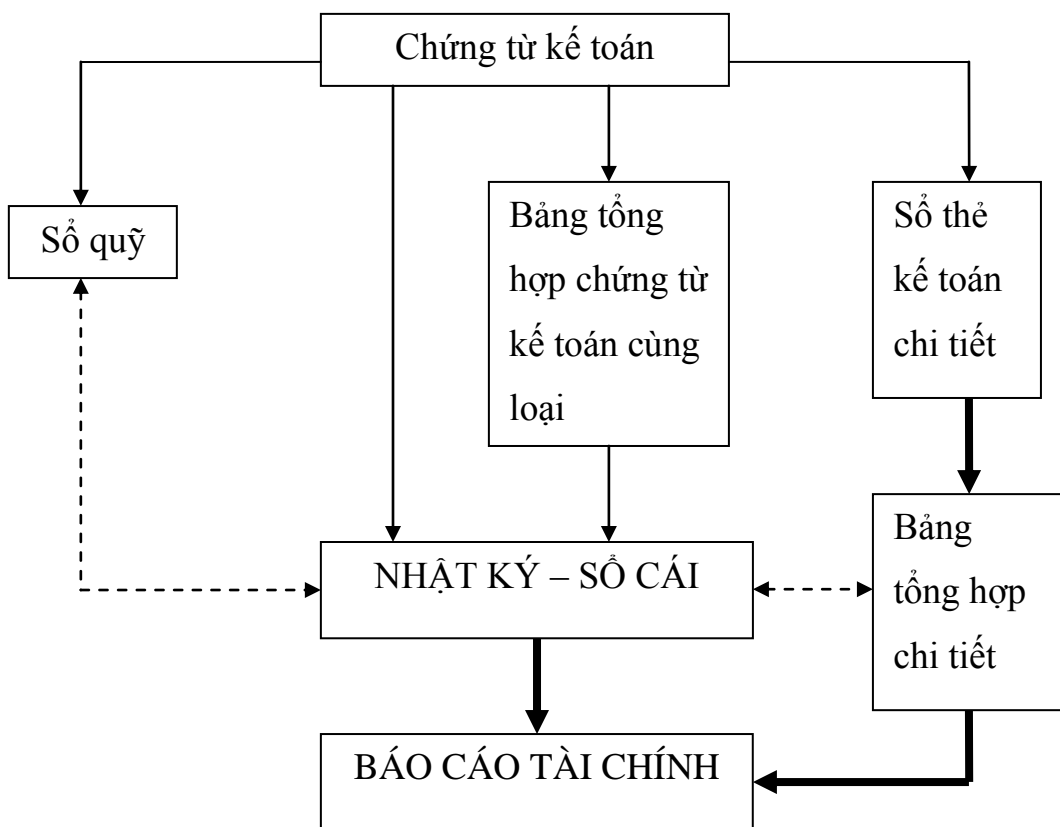 Chứng từ kế toán
Sổ quỹ
Bảng tổng
hợp chứng từ
kế toán cùng
loại
Sổ thẻ
kế toán
chi tiết
NHẬT KÝ – SỔ CÁI
Bảng
tổng hợp
chi tiết
BÁO CÁO TÀI CHÍNH